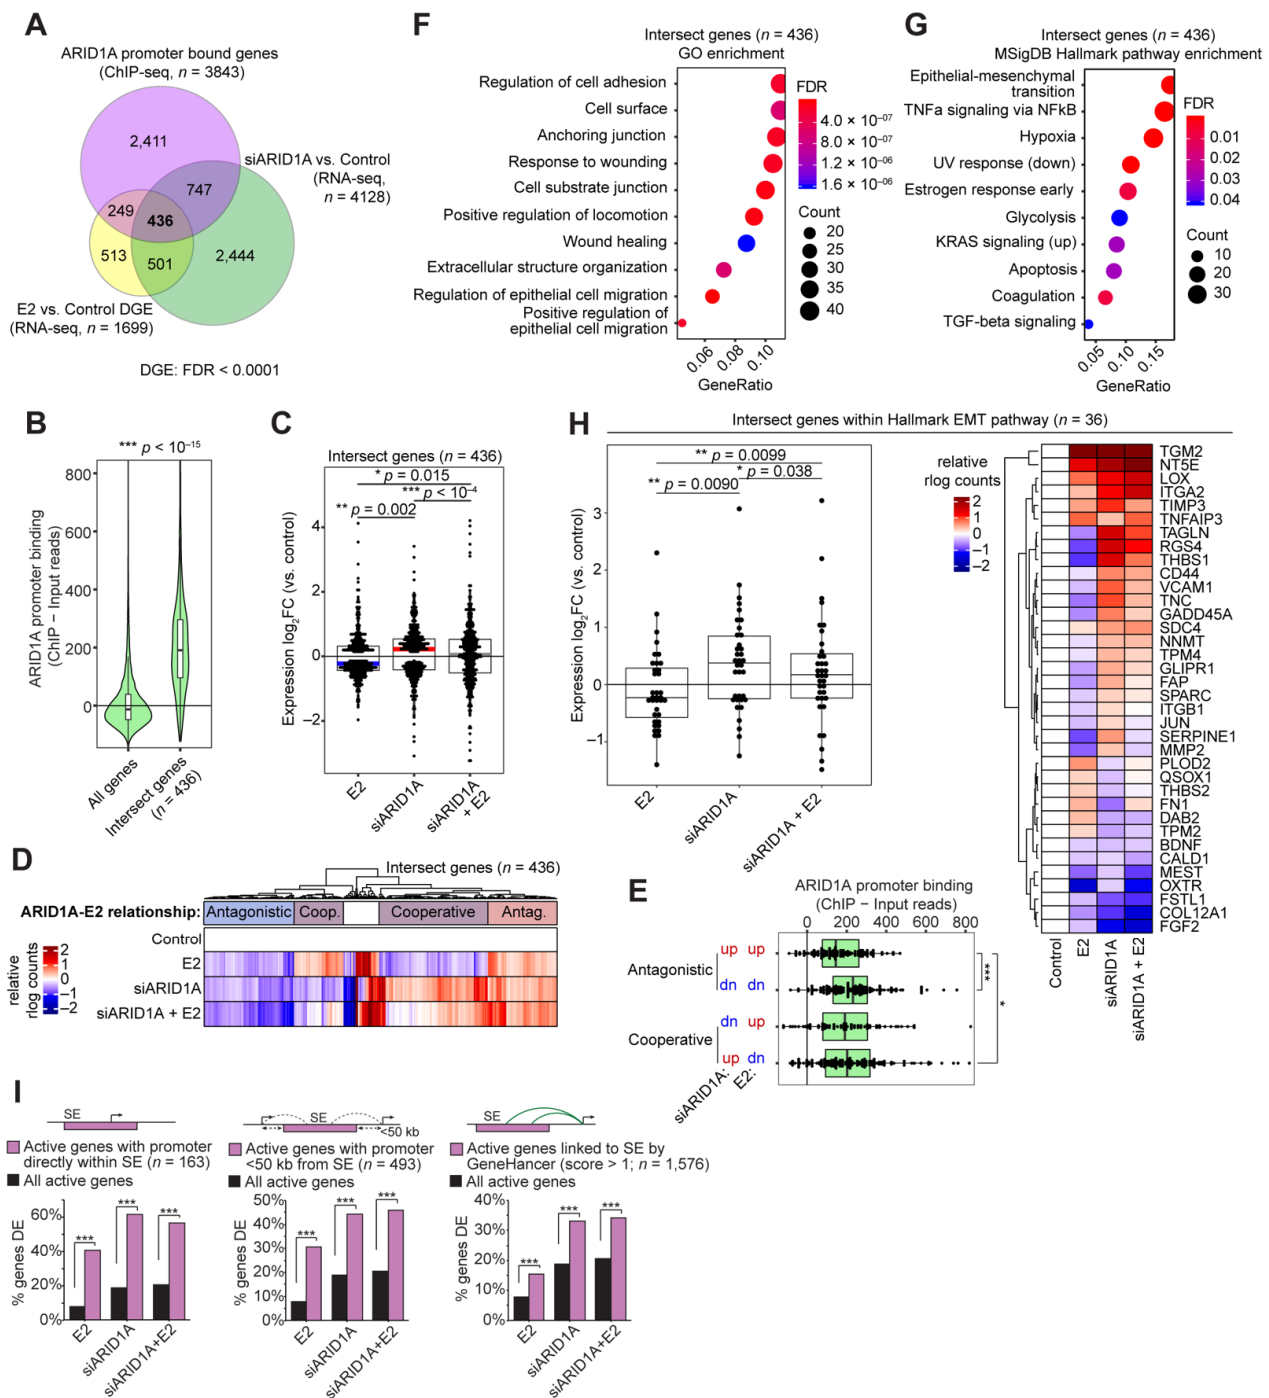 A
ARID1A promoter bound genes
(ChIP-seq, n = 3843)
2,411
siARID1A vs. Control
(RNA-seq,
n = 4128)
747
249
436
513
501
2,444
E2 vs. Control DGE
(RNA-seq, n = 1699)
DGE: FDR < 0.0001
F
Intersect genes (n = 436)
GO enrichment
Regulation of cell adhesion
Cell surface
Anchoring junction
Response to wounding
Cell substrate junction
Positive regulation of locomotion
Wound healing
Extracellular structure organization
Regulation of epithelial cell migration
Positive regulation of
epithelial cell migration
0.06
0.08
0.10
GeneRatio
FDR
4.0 × 10⁻⁰⁷
8.0 × 10⁻⁰⁷
1.2 × 10⁻⁰⁶
1.6 × 10⁻⁰⁶
Count
20
25
30
35
40
G
Intersect genes (n = 436)
MSigDB Hallmark pathway enrichment
Epithelial-mesenchymal
transition
TNFa signaling via NFkB
Hypoxia
UV response (down)
Estrogen response early
Glycolysis
KRAS signaling (up)
Apoptosis
Coagulation
TGF-beta signaling
0.05
0.10
0.15
GeneRatio
FDR
0.01
0.02
0.03
0.04
Count
10
20
30
B
*** p < 10⁻¹⁵
ARID1A promoter binding
(ChIP − Input reads)
800
600
400
200
0
All genes
Intersect genes
(n = 436)
C
Intersect genes (n = 436)
* p = 0.015
*** p < 10⁻⁴
** p = 0.002
Expression log₂FC (vs. control)
4
2
0
−2
E2
siARID1A
siARID1A
+ E2
H
Intersect genes within Hallmark EMT pathway (n = 36)
** p = 0.0099
* p = 0.038
** p = 0.0090
Expression log₂FC (vs. control)
3
2
1
0
−1
E2
siARID1A
siARID1A + E2
relative
rlog counts
2
1
0
−1
−2
TGM2
NT5E
LOX
ITGA2
TIMP3
TNFAIP3
TAGLN
RGS4
THBS1
CD44
VCAM1
TNC
GADD45A
SDC4
NNMT
TPM4
GLIPR1
FAP
SPARC
ITGB1
JUN
SERPINE1
MMP2
PLOD2
QSOX1
THBS2
FN1
DAB2
TPM2
BDNF
CALD1
MEST
OXTR
FSTL1
COL12A1
FGF2
Control
E2
siARID1A
siARID1A + E2
D
Intersect genes (n = 436)
ARID1A-E2 relationship:
Antagonistic
Coop.
Cooperative
Antag.
Control
E2
siARID1A
siARID1A + E2
relative
rlog counts
2
1
0
−1
−2
E
ARID1A promoter binding
(ChIP − Input reads)
0
200
400
600
800
Antagonistic
up up
dn dn
Cooperative
dn up
up dn
siARID1A:
E2:
***
*
I
SE
Active genes with promoter
directly within SE (n = 163)
All active genes
% genes DE
60%
40%
20%
0%
***
***
***
E2
siARID1A
siARID1A+E2
SE
<50 kb
Active genes with promoter
<50 kb from SE (n = 493)
All active genes
% genes DE
50%
40%
30%
20%
10%
0%
***
***
***
E2
siARID1A
siARID1A+E2
SE
Active genes linked to SE by
GeneHancer (score > 1; n = 1,576)
All active genes
% genes DE
40%
30%
20%
10%
0%
***
***
***
E2
siARID1A
siARID1A+E2